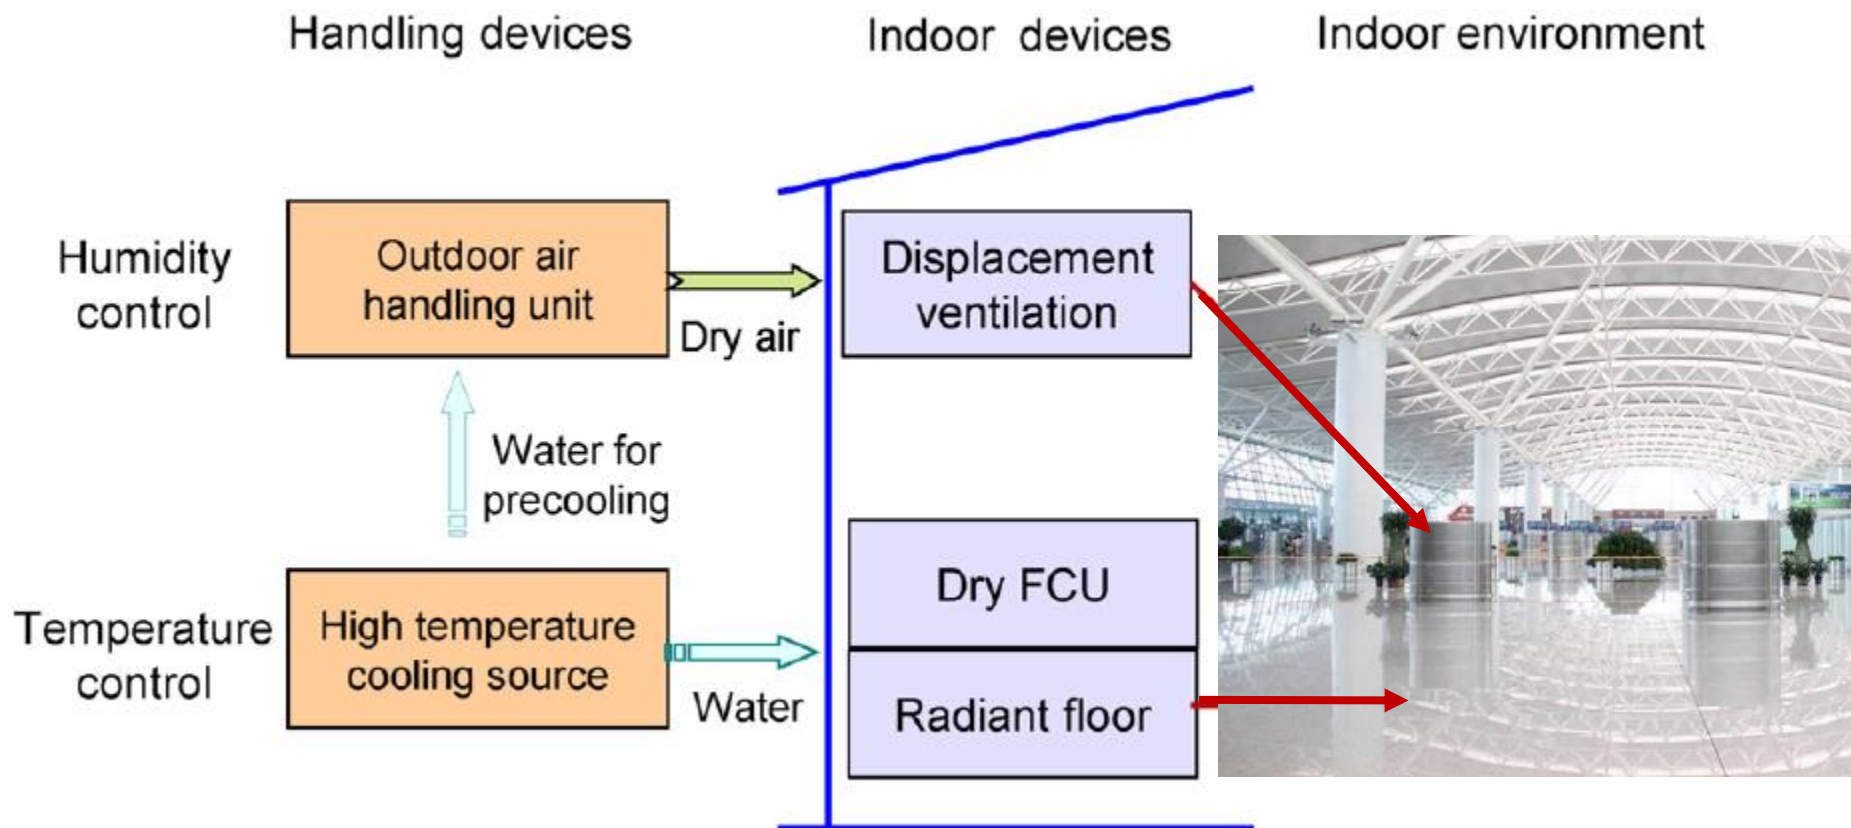 Handling devices
Indoor devices
Indoor environment
Humidity
control
Outdoor air
handling unit
Dry air
Displacement
ventilation
Water for
precooling
Temperature
control
High temperature
cooling source
Water
Dry FCU
Radiant floor